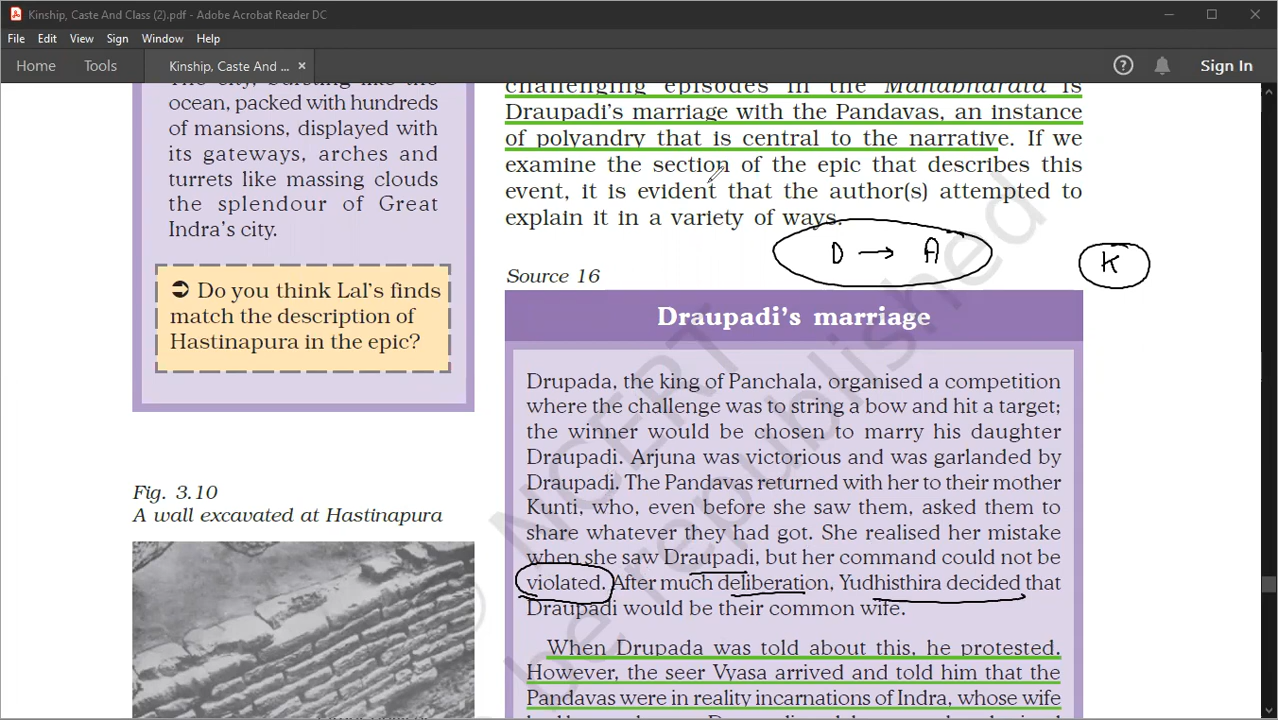 Kinship, Caste And Class (2).pdf - Adobe Acrobat Reader DC
File Edit View Sign Window Help
Home Tools Kinship, Caste And ... × Sign In
ocean, packed with hundreds
of mansions, displayed with
its gateways, arches and
turrets like massing clouds
the splendour of Great
Indra's city.
➲ Do you think Lal's finds
match the description of
Hastinapura in the epic?
Fig. 3.10
A wall excavated at Hastinapura
challenging episodes in the Mahabharata is
Draupadi's marriage with the Pandavas, an instance
of polyandry that is central to the narrative. If we
examine the section of the epic that describes this
event, it is evident that the author(s) attempted to
explain it in a variety of ways.
D → A
K
Source 16
Draupadi's marriage
Drupada, the king of Panchala, organised a competition
where the challenge was to string a bow and hit a target;
the winner would be chosen to marry his daughter
Draupadi. Arjuna was victorious and was garlanded by
Draupadi. The Pandavas returned with her to their mother
Kunti, who, even before she saw them, asked them to
share whatever they had got. She realised her mistake
when she saw Draupadi, but her command could not be
violated. After much deliberation, Yudhisthira decided that
Draupadi would be their common wife.
When Drupada was told about this, he protested.
However, the seer Vyasa arrived and told him that the
Pandavas were in reality incarnations of Indra, whose wife
© NCERT
be republished